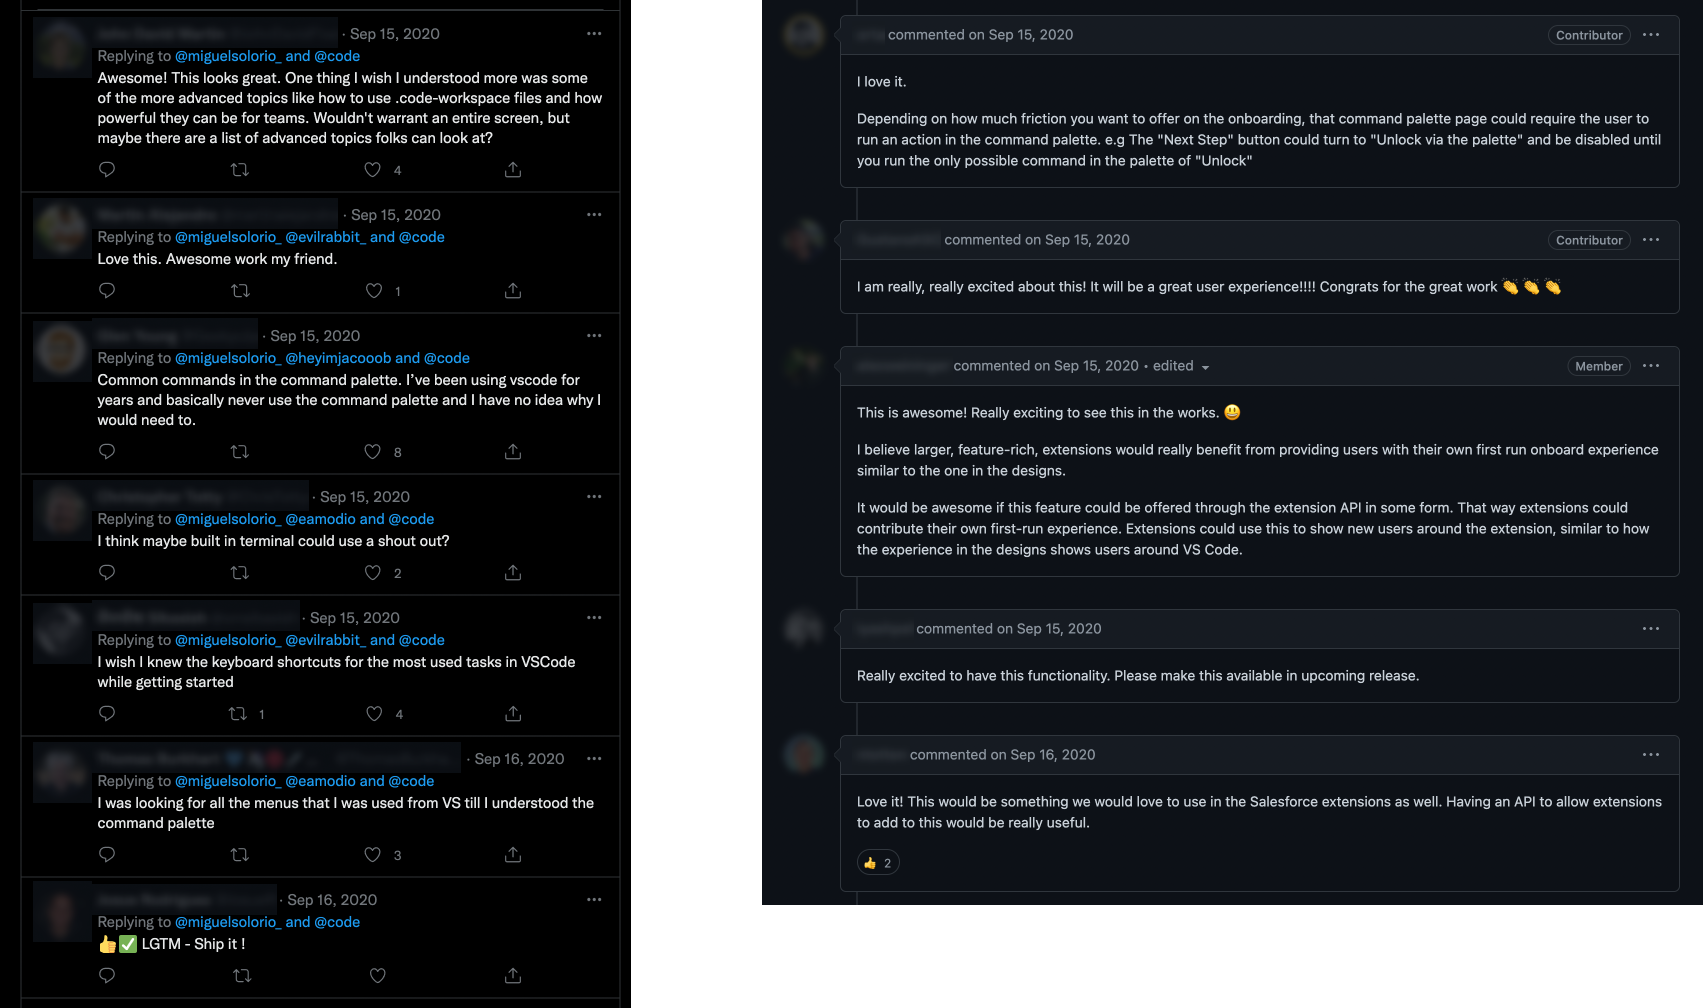 · Sep 15, 2020
Replying to @miguelsolorio_ and @code
Awesome! This looks great. One thing I wish I understood more was some
of the more advanced topics like how to use .code-workspace files and how
powerful they can be for teams. Wouldn't warrant an entire screen, but
maybe there are a list of advanced topics folks can look at?
4
· Sep 15, 2020
Replying to @miguelsolorio_ @evilrabbit_ and @code
Love this. Awesome work my friend.
1
· Sep 15, 2020
Replying to @miguelsolorio_ @heyimjacooob and @code
Common commands in the command palette. I've been using vscode for
years and basically never use the command palette and I have no idea why I
would need to.
8
· Sep 15, 2020
Replying to @miguelsolorio_ @eamodio and @code
I think maybe built in terminal could use a shout out?
2
· Sep 15, 2020
Replying to @miguelsolorio_ @evilrabbit_ and @code
I wish I knew the keyboard shortcuts for the most used tasks in VSCode
while getting started
1 4
· Sep 16, 2020
Replying to @miguelsolorio_ @eamodio and @code
I was looking for all the menus that I was used from VS till I understood the
command palette
3
· Sep 16, 2020
Replying to @miguelsolorio_ and @code
👍✅ LGTM - Ship it !
commented on Sep 15, 2020 Contributor
I love it.
Depending on how much friction you want to offer on the onboarding, that command palette page could require the user to
run an action in the command palette. e.g The "Next Step" button could turn to "Unlock via the palette" and be disabled until
you run the only possible command in the palette of "Unlock"
commented on Sep 15, 2020 Contributor
I am really, really excited about this! It will be a great user experience!!!! Congrats for the great work 👏 👏 👏
commented on Sep 15, 2020 • edited Member
This is awesome! Really exciting to see this in the works. 😃
I believe larger, feature-rich, extensions would really benefit from providing users with their own first run onboard experience
similar to the one in the designs.
It would be awesome if this feature could be offered through the extension API in some form. That way extensions could
contribute their own first-run experience. Extensions could use this to show new users around the extension, similar to how
the experience in the designs shows users around VS Code.
commented on Sep 15, 2020
Really excited to have this functionality. Please make this available in upcoming release.
commented on Sep 16, 2020
Love it! This would be something we would love to use in the Salesforce extensions as well. Having an API to allow extensions
to add to this would be really useful.
👍 2